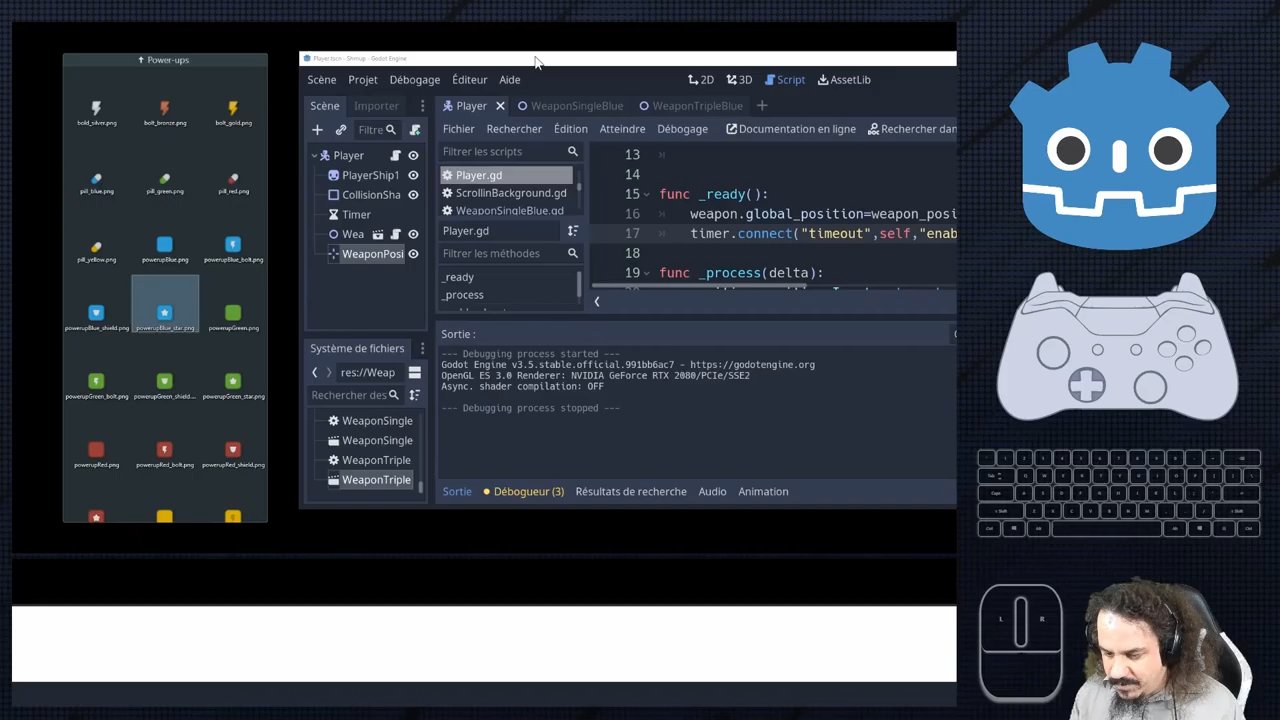 Power-ups
bold_silver.png
bolt_bronze.png
bolt_gold.png
pill_blue.png
pill_green.png
pill_red.png
pill_yellow.png
powerupBlue.png
powerupBlue_bolt.png
powerupBlue_shield.png
powerupBlue_star.png
powerupGreen.png
powerupGreen_bolt.png
powerupGreen_shield....
powerupGreen_star.png
powerupRed.png
powerupRed_bolt.png
powerupRed_shield.png
Player.tscn - Shmup - Godot Engine
Scène Projet Débogage Éditeur Aide
2D 3D Script AssetLib
Scène Importer
Filtre
Player
PlayerShip1
CollisionSha
Timer
Wea
WeaponPosi
Système de fichiers
res://Weap
Rechercher des
WeaponSingle
WeaponSingle
WeaponTriple
WeaponTriple
Player WeaponSingleBlue WeaponTripleBlue
Fichier Rechercher Édition Atteindre Débogage Documentation en ligne Rechercher dan
Filtrer les scripts
Player.gd
ScrollinBackground.gd
WeaponSingleBlue.gd
Player.gd
Filtrer les méthodes
_ready
_process
13
14
15 func _ready():
16 weapon.global_position=weapon_posi
17 timer.connect("timeout",self,"enab
18
19 func _process(delta):
Sortie :
--- Debugging process started ---
Godot Engine v3.5.stable.official.991bb6ac7 - https://godotengine.org
OpenGL ES 3.0 Renderer: NVIDIA GeForce RTX 2080/PCIe/SSE2
Async. shader compilation: OFF
--- Debugging process stopped ---
Sortie Débogueur (3) Résultats de recherche Audio Animation
L R